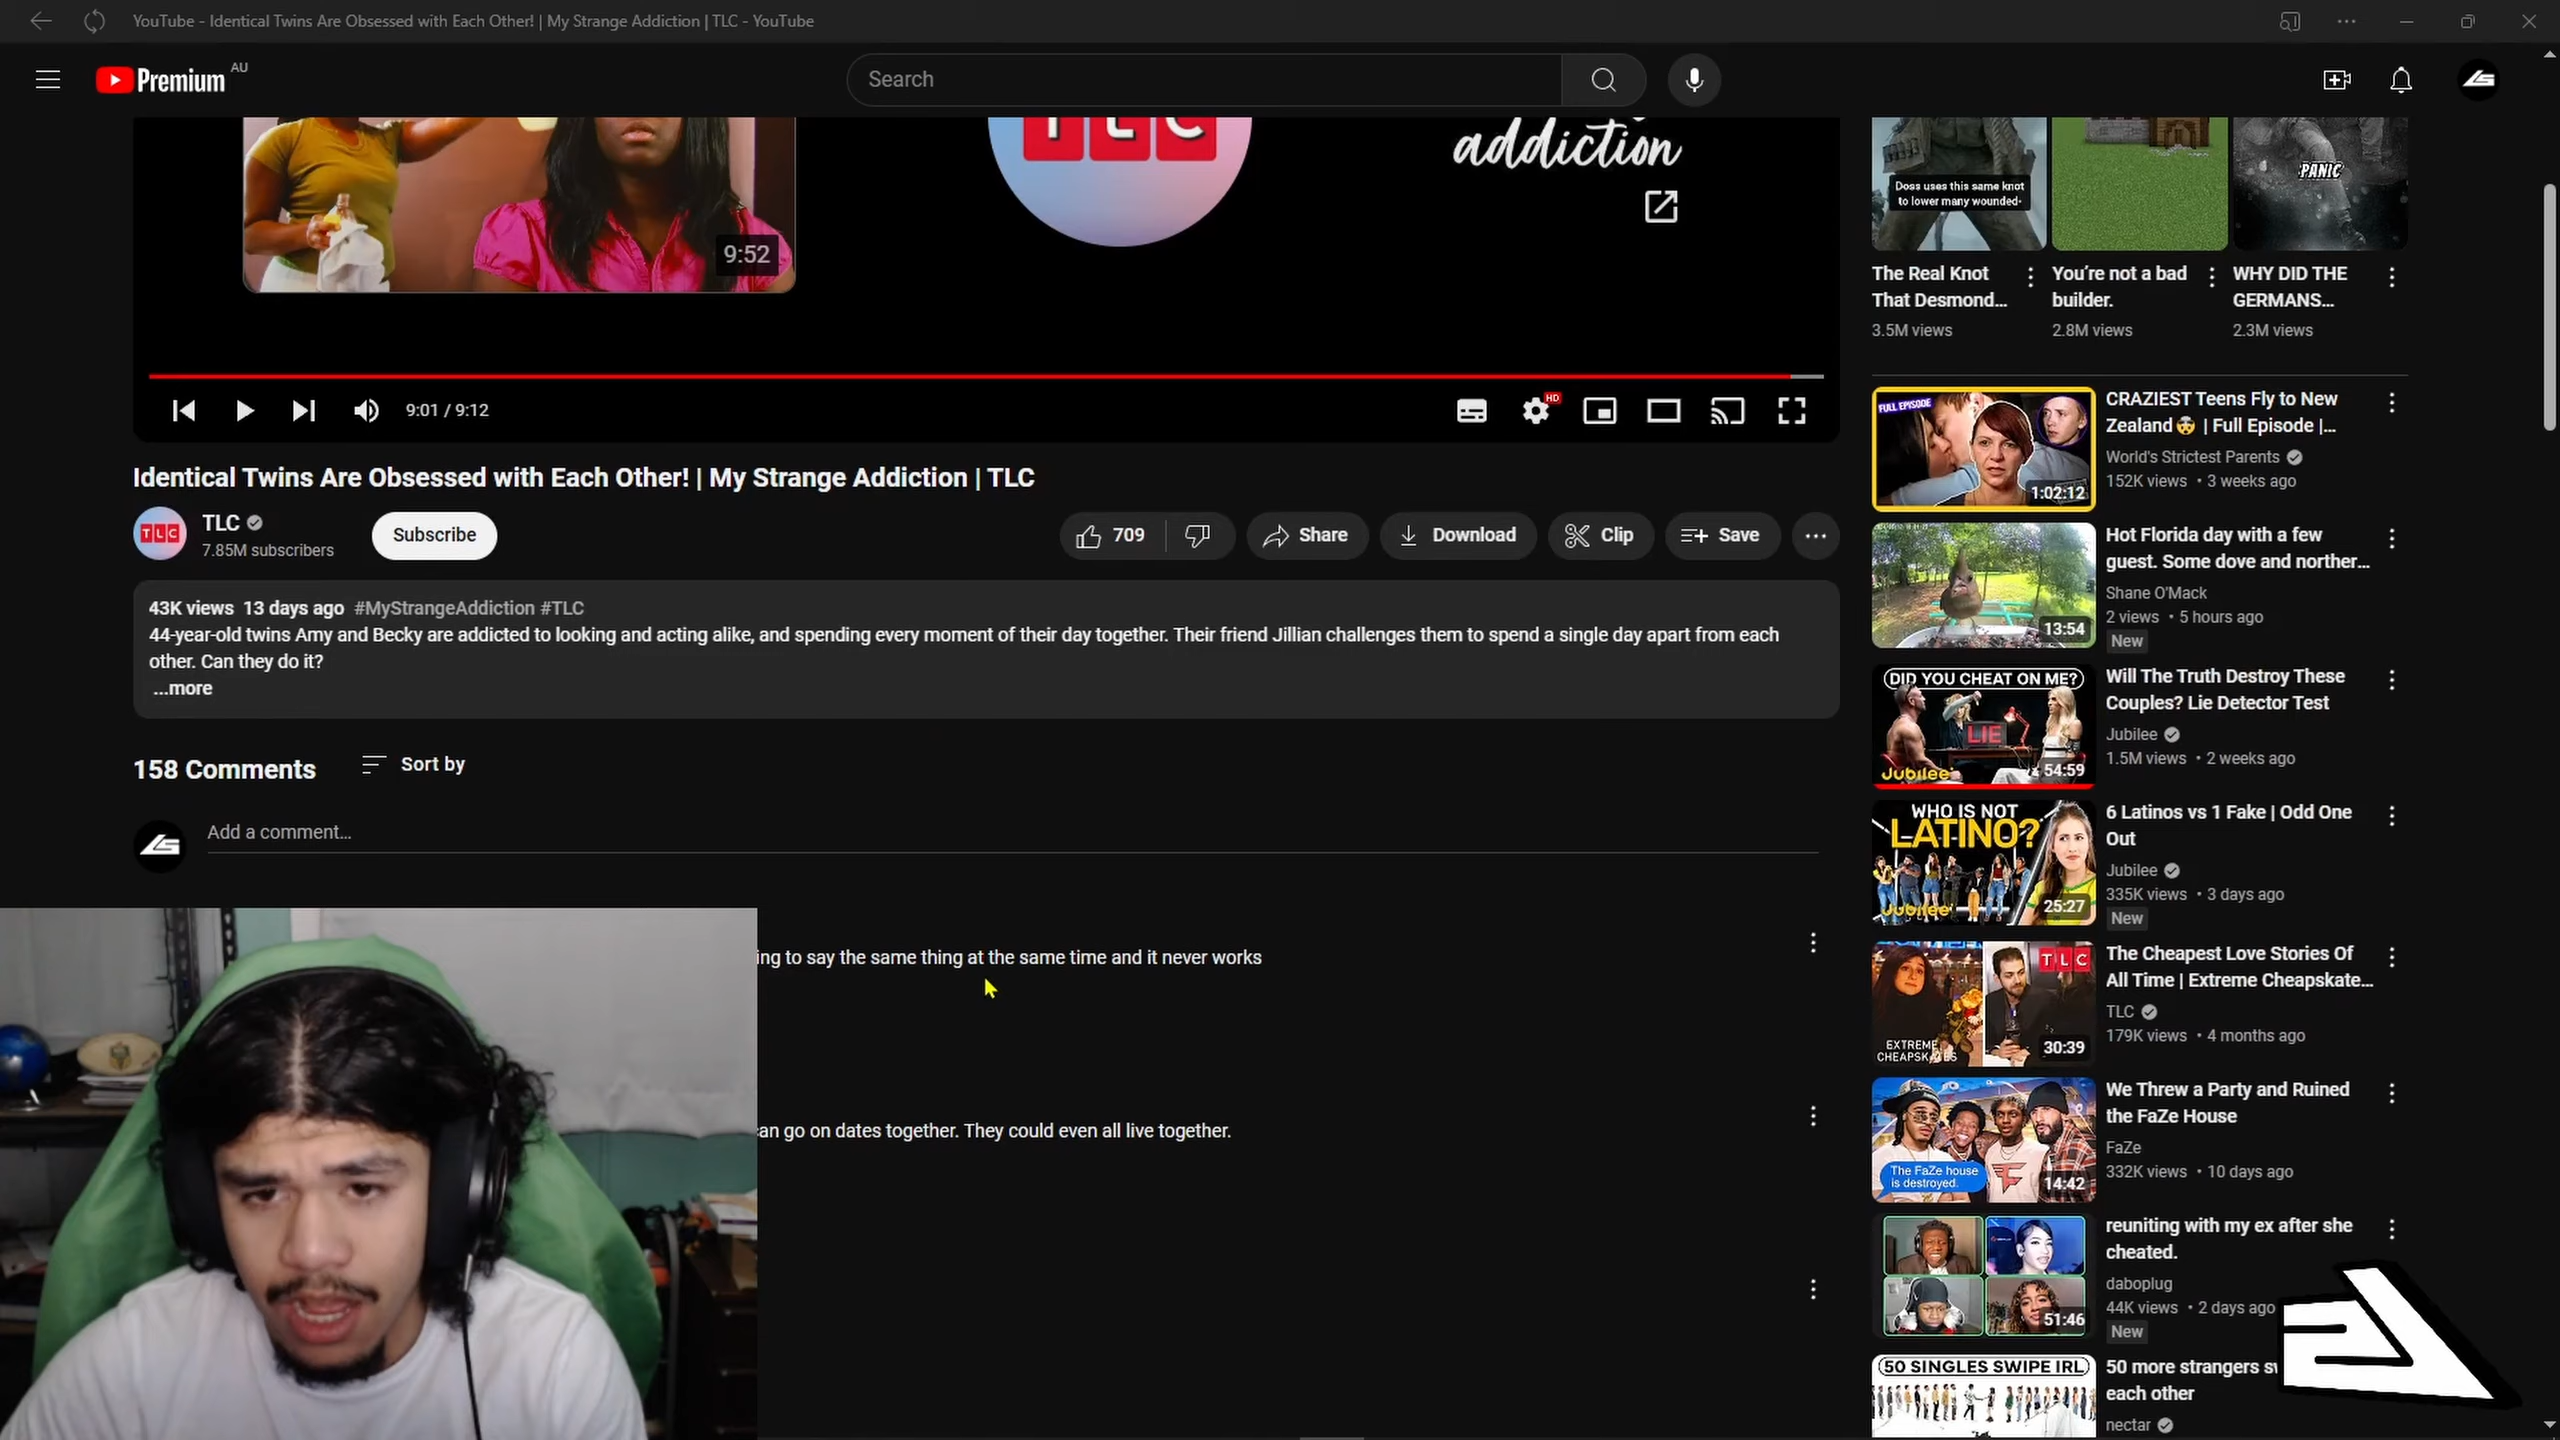 YouTube - Identical Twins Are Obsessed with Each Other! | My Strange Addiction | TLC - YouTube
Premium AU
Search
TLC
addiction
9:52
9:01 / 9:12
HD
Identical Twins Are Obsessed with Each Other! | My Strange Addiction | TLC
TLC
TLC
7.85M subscribers
Subscribe
709
Share
Download
Clip
Save
43K views 13 days ago #MyStrangeAddiction #TLC
44-year-old twins Amy and Becky are addicted to looking and acting alike, and spending every moment of their day together. Their friend Jillian challenges them to spend a single day apart from each
other. Can they do it?
...more
158 Comments
Sort by
Add a comment...
ing to say the same thing at the same time and it never works
an go on dates together. They could even all live together.
Doss uses this same knot
to lower many wounded-
PANIC
The Real Knot
That Desmond...
3.5M views
You're not a bad
builder.
2.8M views
WHY DID THE
GERMANS...
2.3M views
FULL EPISODE
1:02:12
CRAZIEST Teens Fly to New
Zealand🤯 | Full Episode |...
World's Strictest Parents
152K views • 3 weeks ago
13:54
Hot Florida day with a few
guest. Some dove and norther...
Shane O'Mack
2 views • 5 hours ago
New
DID YOU CHEAT ON ME?
LIE
Jubilee
54:59
Will The Truth Destroy These
Couples? Lie Detector Test
Jubilee
1.5M views • 2 weeks ago
WHO IS NOT
LATINO?
Jubilee
25:27
6 Latinos vs 1 Fake | Odd One
Out
Jubilee
335K views • 3 days ago
New
TLC
EXTREME
CHEAPSKATES
30:39
The Cheapest Love Stories Of
All Time | Extreme Cheapskate...
TLC
179K views • 4 months ago
The FaZe house
is destroyed.
14:42
We Threw a Party and Ruined
the FaZe House
FaZe
332K views • 10 days ago
51:46
reuniting with my ex after she
cheated.
daboplug
44K views • 2 days ago
New
50 SINGLES SWIPE IRL
50 more strangers sw
each other
nectar